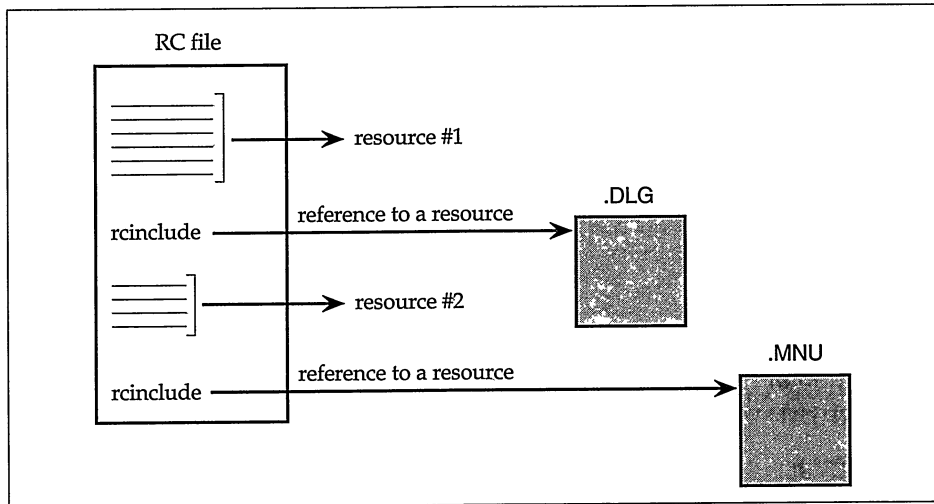 RC file
resource #1
.DLG
reference to a resource
rcinclude
resource #2
.MNU
reference to a resource
rcinclude